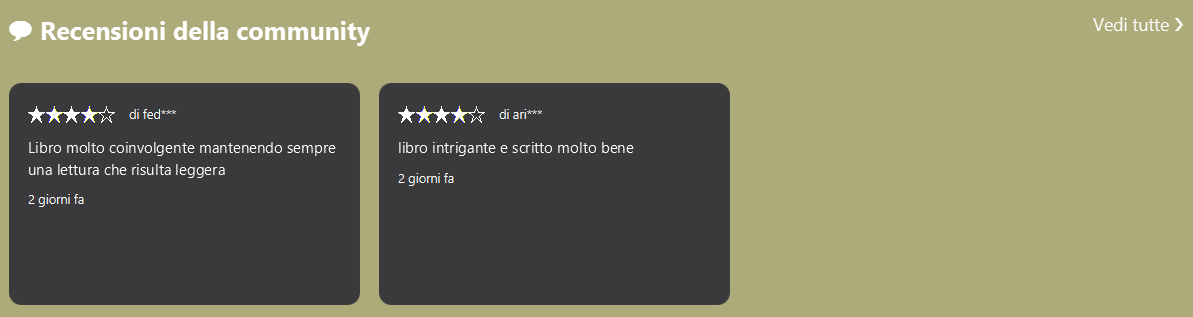 Recensioni della community
Vedi tutte
★★★★☆ di fed***
Libro molto coinvolgente mantenendo sempre
una lettura che risulta leggera
2 giorni fa
★★★★☆ di ari***
libro intrigante e scritto molto bene
2 giorni fa